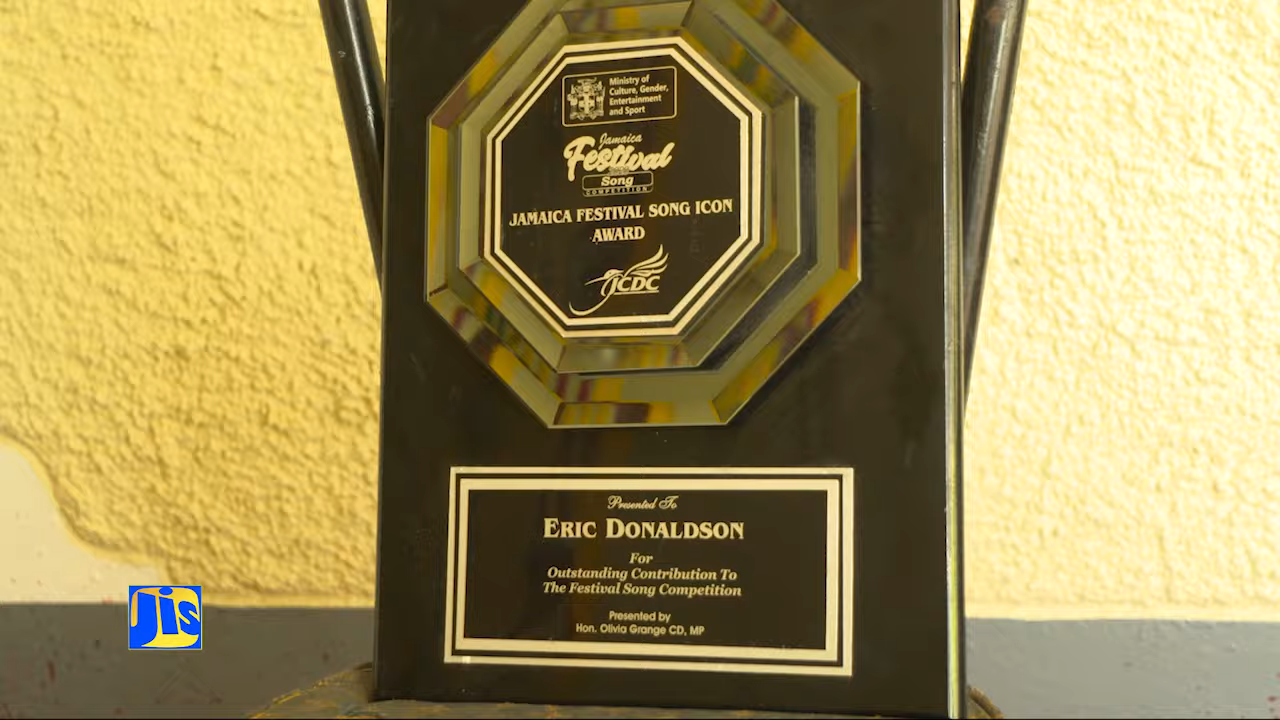 Ministry of
Culture, Gender,
Entertainment
and Sport
Jamaica
Festival
Song
COMPETITION
JAMAICA FESTIVAL SONG ICON
AWARD
JCDC
Presented To
ERIC DONALDSON
For
Outstanding Contribution To
The Festival Song Competition
Presented by
Hon. Olivia Grange CD, MP
JIS